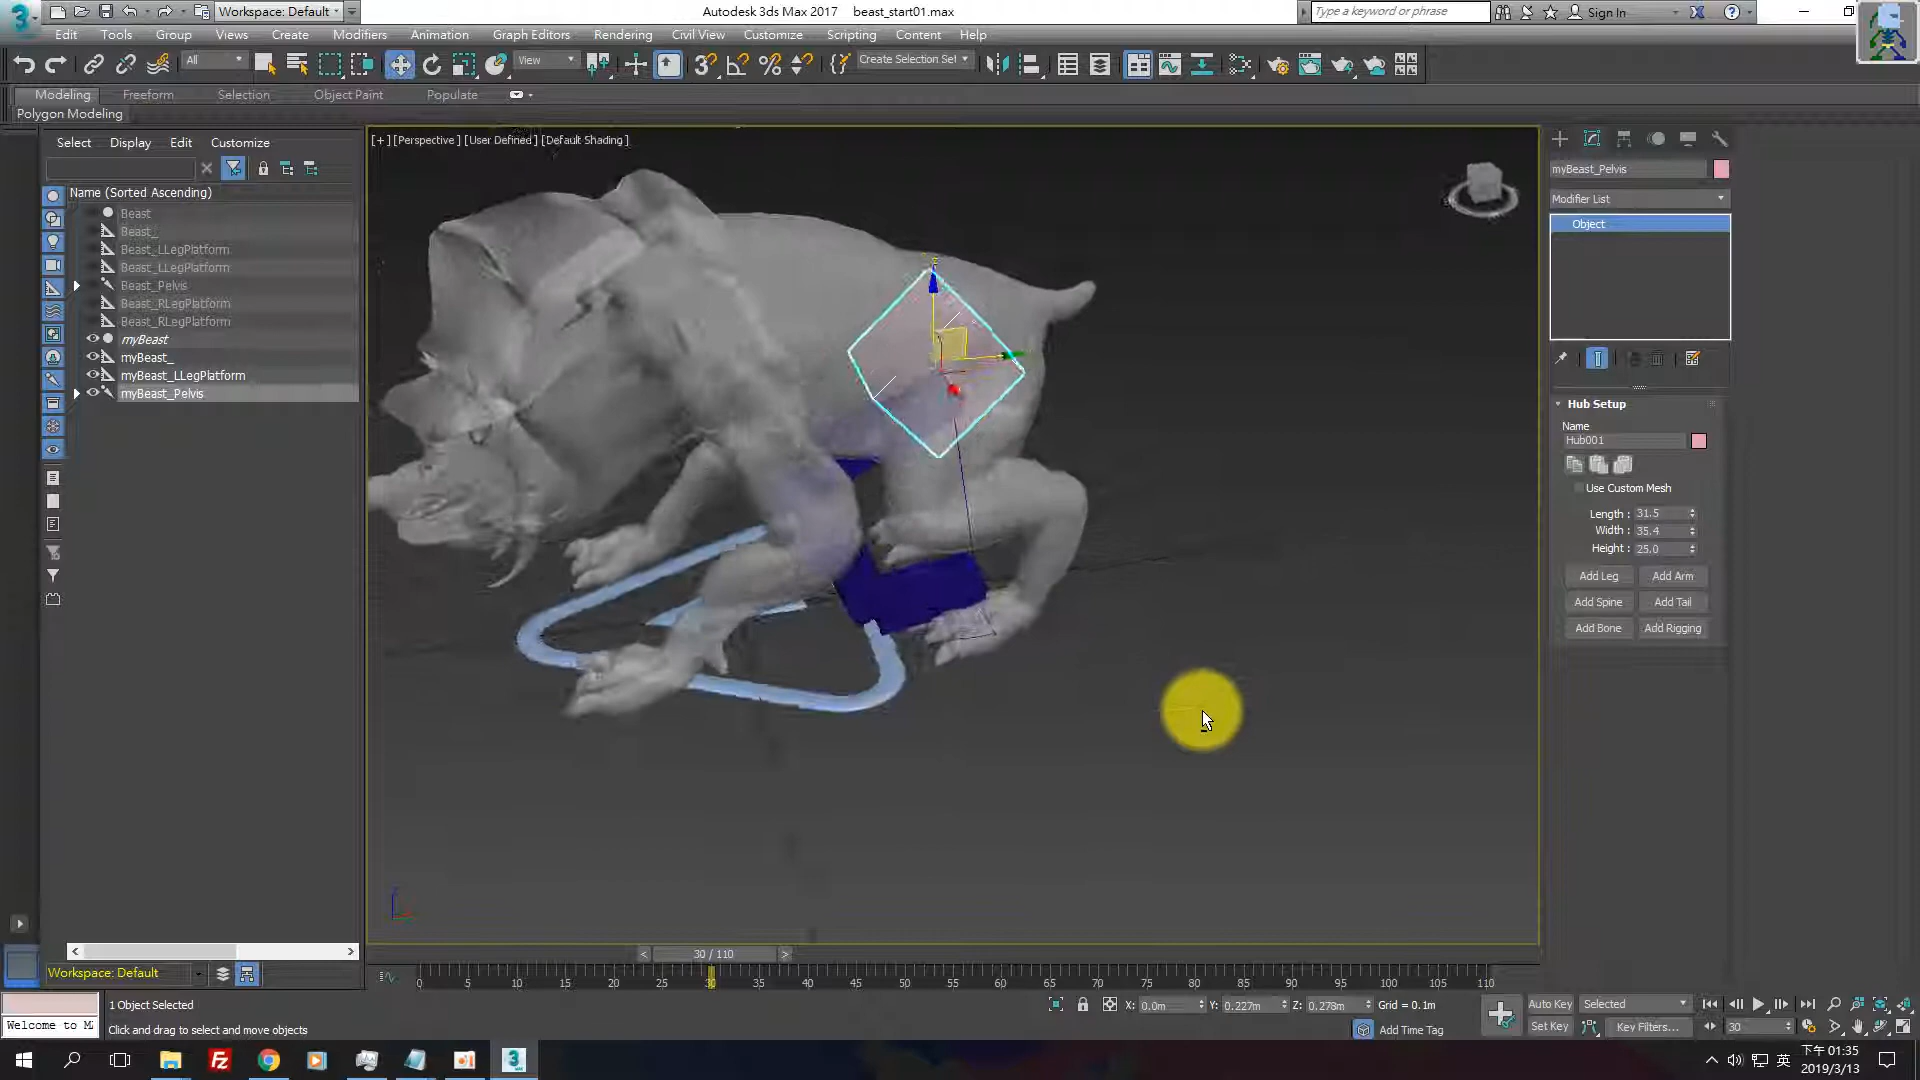 Workspace: Default
Autodesk 3ds Max 2017 beast_start01.max
Type a keyword or phrase
Sign In
Edit Tools Group Views Create Modifiers Animation Graph Editors Rendering Civil View Customize Scripting Content Help
All
View
Create Selection Set
Modeling Freeform Selection Object Paint Populate
Polygon Modeling
Select Display Edit Customize
Name (Sorted Ascending)
Beast
Beast_
Beast_LLegPlatform
Beast_LLegPlatform
Beast_Pelvis
Beast_RLegPlatform
Beast_RLegPlatform
myBeast
myBeast_
myBeast_LLegPlatform
myBeast_Pelvis
[+] [Perspective] [User Defined] [Default Shading]
myBeast_Pelvis
Modifier List
Object
Hub Setup
Name
Hub001
Use Custom Mesh
Length : 31.5
Width : 35.4
Height : 25.0
Add Leg Add Arm
Add Spine Add Tail
Add Bone Add Rigging
< 30 / 110 >
Workspace: Default
0 5 10 15 20 25 30 35 40 45 50 55 60 65 70 75 80 85 90 95 100 105 110
1 Object Selected
X: 0.0m Y: 0.227m Z: 0.278m Grid = 0.1m
Auto Key Selected
Welcome to M
Click and drag to select and move objects
Add Time Tag
Set Key Key Filters... 30
英
下午 01:35
2019/3/13